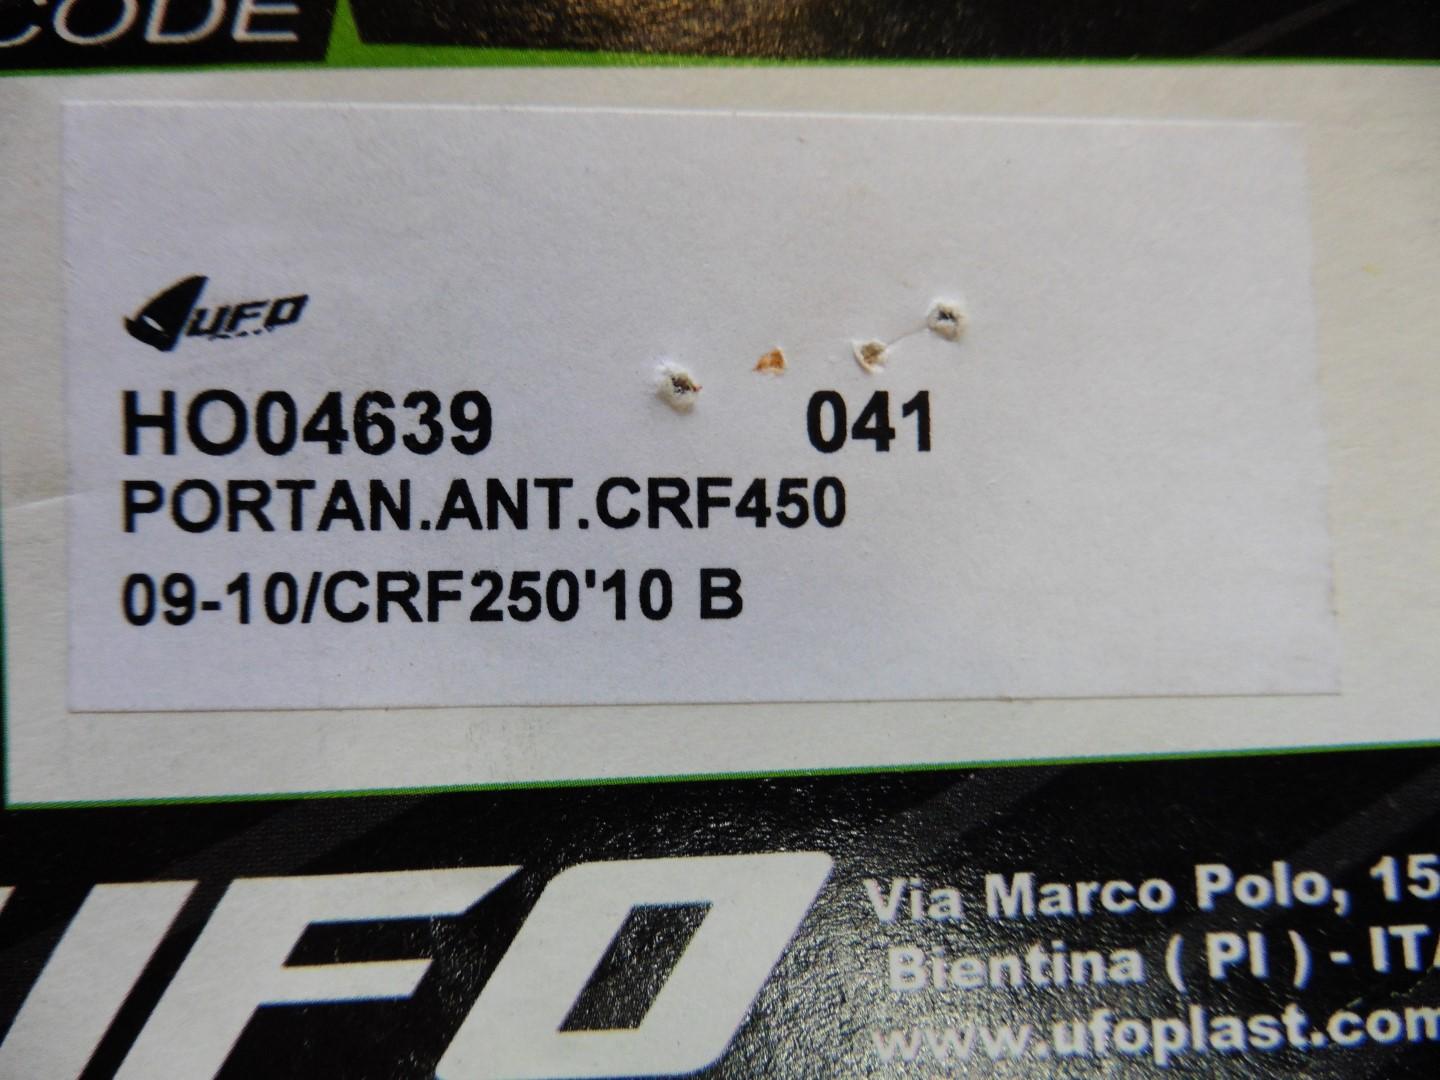 CODE
UFO
HO04639 041
PORTAN.ANT.CRF450
09-10/CRF250'10 B
UFO
Via Marco Polo, 15
Bientina ( PI ) - ITA
www.ufoplast.com